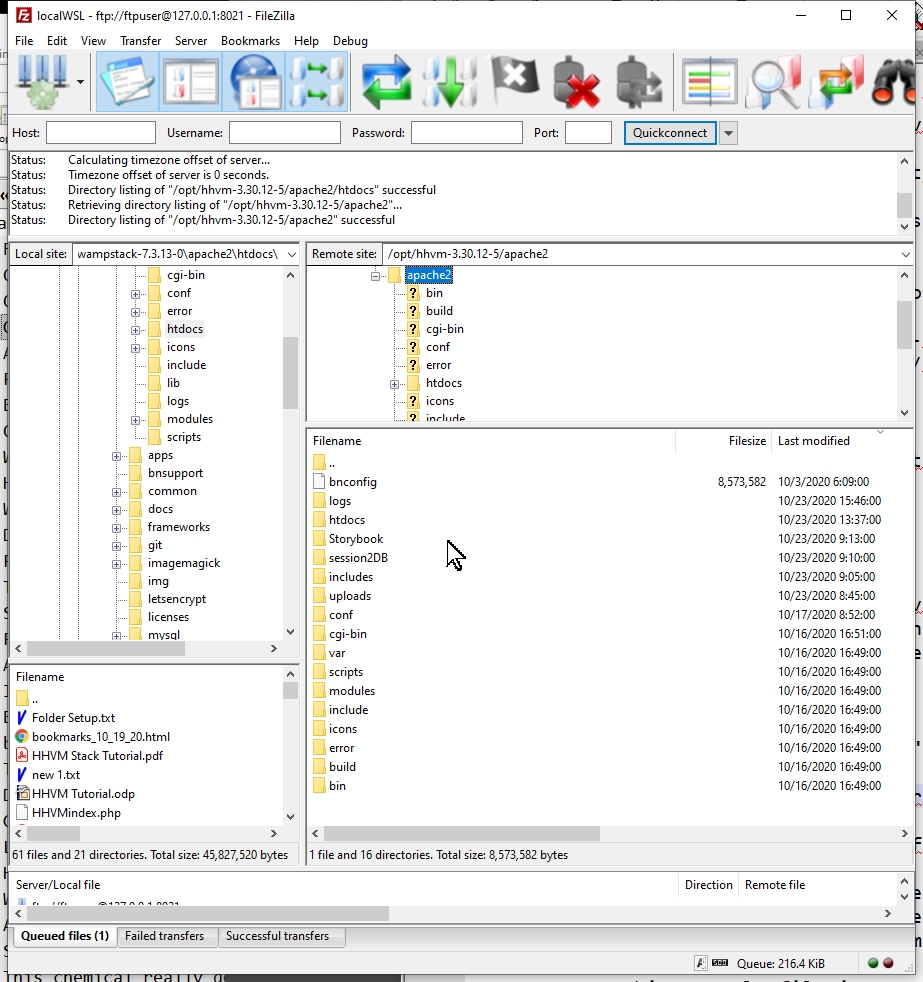 localWSL - ftp://ftpuser@127.0.0.1:8021 - FileZilla
File Edit View Transfer Server Bookmarks Help Debug
Host: Username: Password: Port: Quickconnect
Status: Calculating timezone offset of server...
Status: Timezone offset of server is 0 seconds.
Status: Directory listing of "/opt/hhvm-3.30.12-5/apache2/htdocs" successful
Status: Retrieving directory listing of "/opt/hhvm-3.30.12-5/apache2"...
Status: Directory listing of "/opt/hhvm-3.30.12-5/apache2" successful
Local site: wampstack-7.3.13-0\apache2\htdocs\
cgi-bin
conf
error
htdocs
icons
include
lib
logs
modules
scripts
apps
bnsupport
common
docs
frameworks
git
imagemagick
img
letsencrypt
licenses
mysql
Filename
..
Folder Setup.txt
bookmarks_10_19_20.html
HHVM Stack Tutorial.pdf
new 1.txt
HHVM Tutorial.odp
HHVMindex.php
61 files and 21 directories. Total size: 45,827,520 bytes
Remote site: /opt/hhvm-3.30.12-5/apache2
apache2
bin
build
cgi-bin
conf
error
htdocs
icons
include
Filename Filesize Last modified
..
bnconfig 8,573,582 10/3/2020 6:09:00
logs 10/23/2020 15:46:00
htdocs 10/23/2020 13:37:00
Storybook 10/23/2020 9:13:00
session2DB 10/23/2020 9:10:00
includes 10/23/2020 9:05:00
uploads 10/23/2020 8:45:00
conf 10/17/2020 8:52:00
cgi-bin 10/16/2020 16:51:00
var 10/16/2020 16:49:00
scripts 10/16/2020 16:49:00
modules 10/16/2020 16:49:00
include 10/16/2020 16:49:00
icons 10/16/2020 16:49:00
error 10/16/2020 16:49:00
build 10/16/2020 16:49:00
bin 10/16/2020 16:49:00
1 file and 16 directories. Total size: 8,573,582 bytes
Server/Local file Direction Remote file
ftp://ftpuser@127.0.0.1:8021
Queued files (1) Failed transfers Successful transfers
Queue: 216.4 KiB
This chemical really